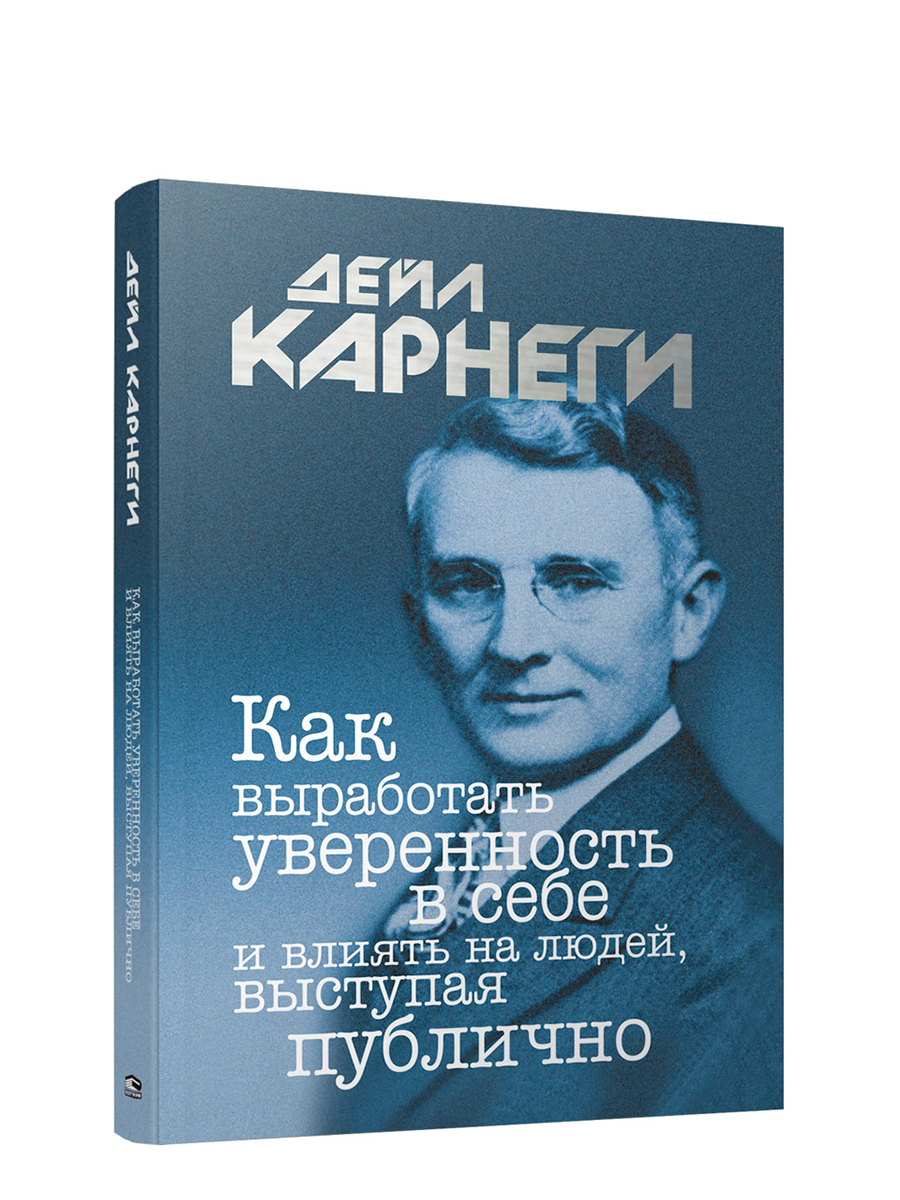 ДЕЙЛ
КАРНЕГИ
Как
выработать
уверенность
в себе
и влиять на людей,
выступая
публично
ДЕЙЛ КАРНЕГИ
КАК ВЫРАБОТАТЬ УВЕРЕННОСТЬ В СЕБЕ
И ВЛИЯТЬ НА ЛЮДЕЙ, ВЫСТУПАЯ ПУБЛИЧНО